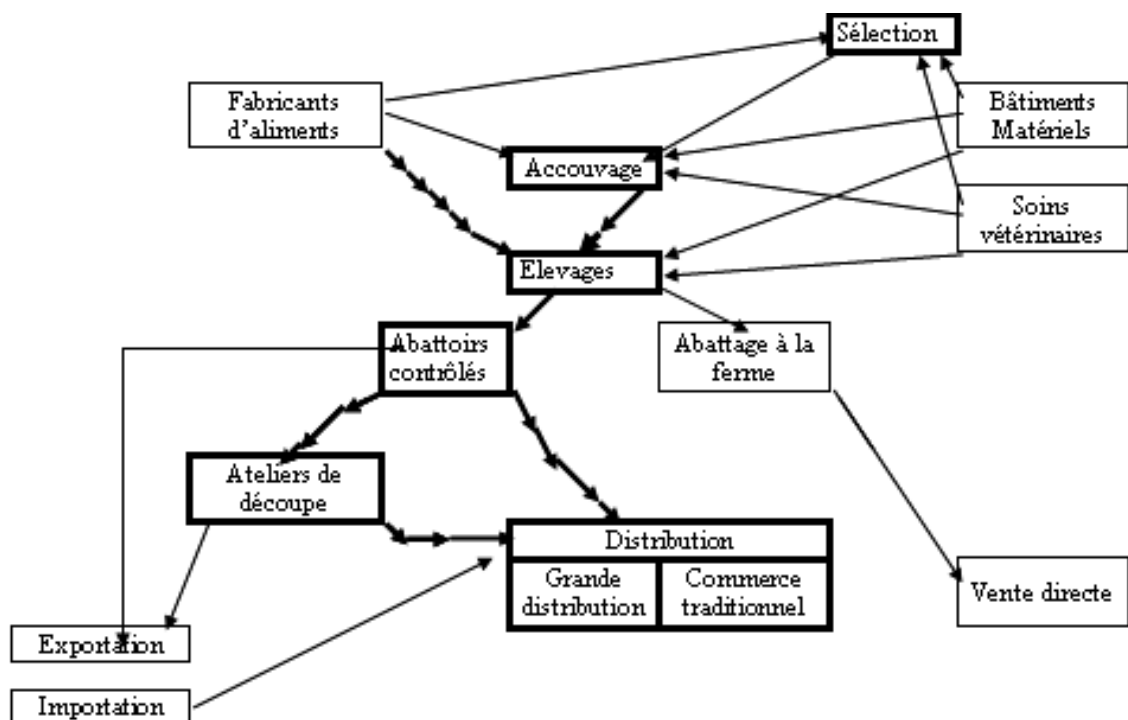 Sélection
Fabricants
d'aliments
Bâtiments
Matériels
Accouvage
Soins
vétérinaires
Elevages
Abattoirs
contrôlés
Abattage à la
ferme
Ateliers de
découpe
Distribution
Grande
distribution
Commerce
traditionnel
Vente directe
Exportation
Importation